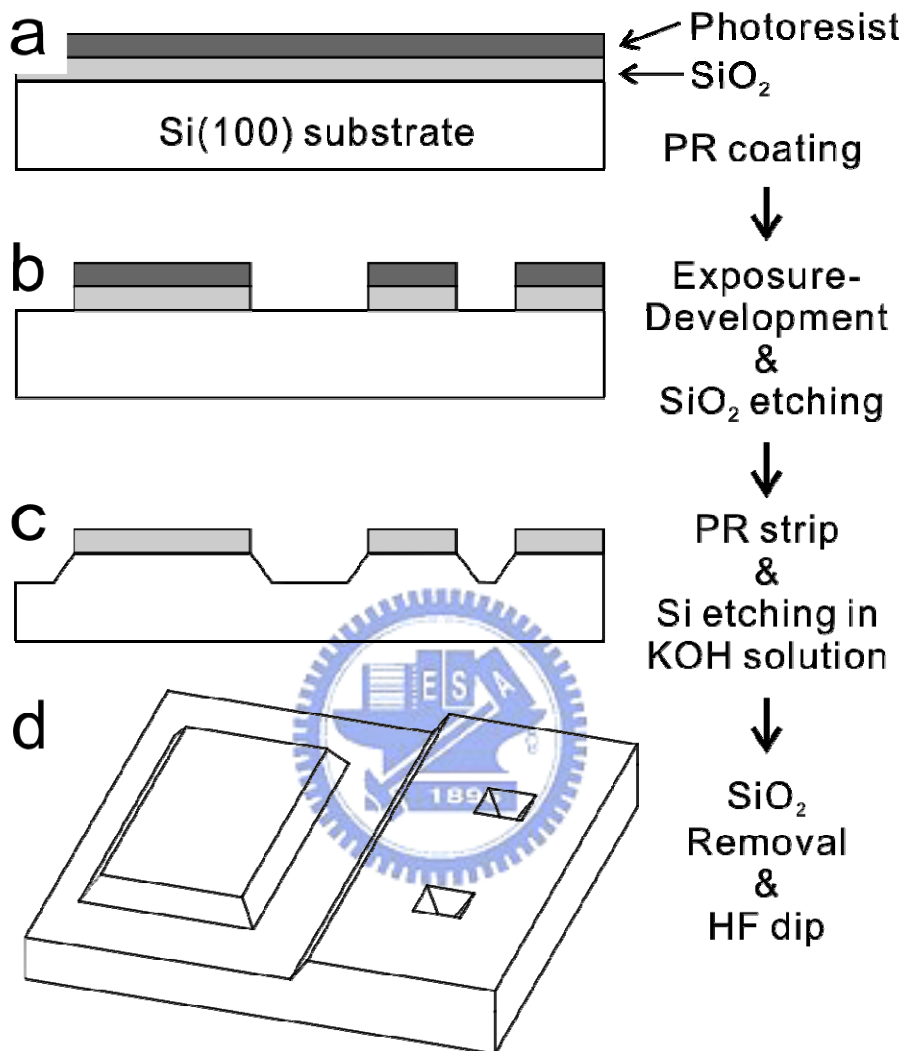 a
Photoresist
SiO₂
Si(100) substrate
PR coating
b
Exposure-
Development
&
SiO₂ etching
c
PR strip
&
Si etching in
KOH solution
E S A
1896
d
SiO₂
Removal
&
HF dip